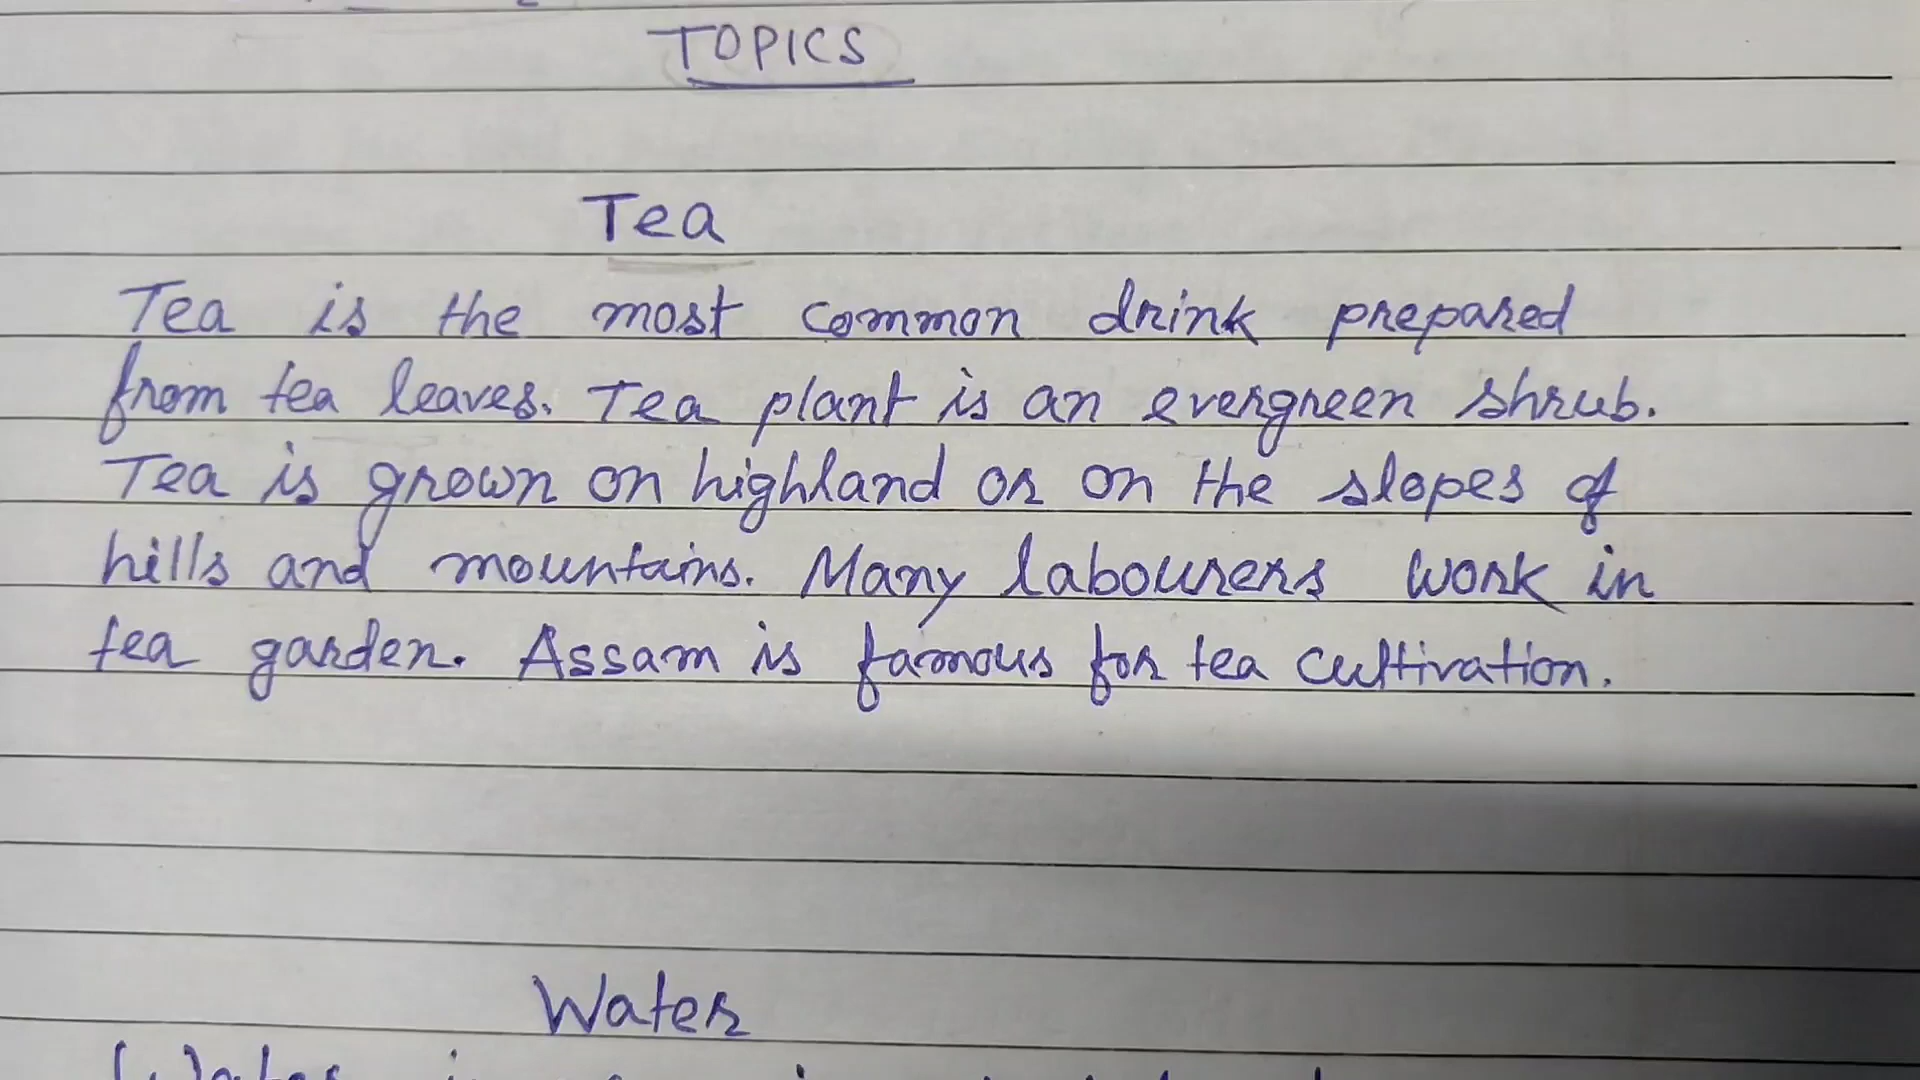 TOPICS
Tea
Tea is the most common drink prepared
from tea leaves. Tea plant is an evergreen shrub.
Tea is grown on highland or on the slopes of
hills and mountains. Many labourers work in
tea garden. Assam is famous for tea cultivation.
Water
Water is